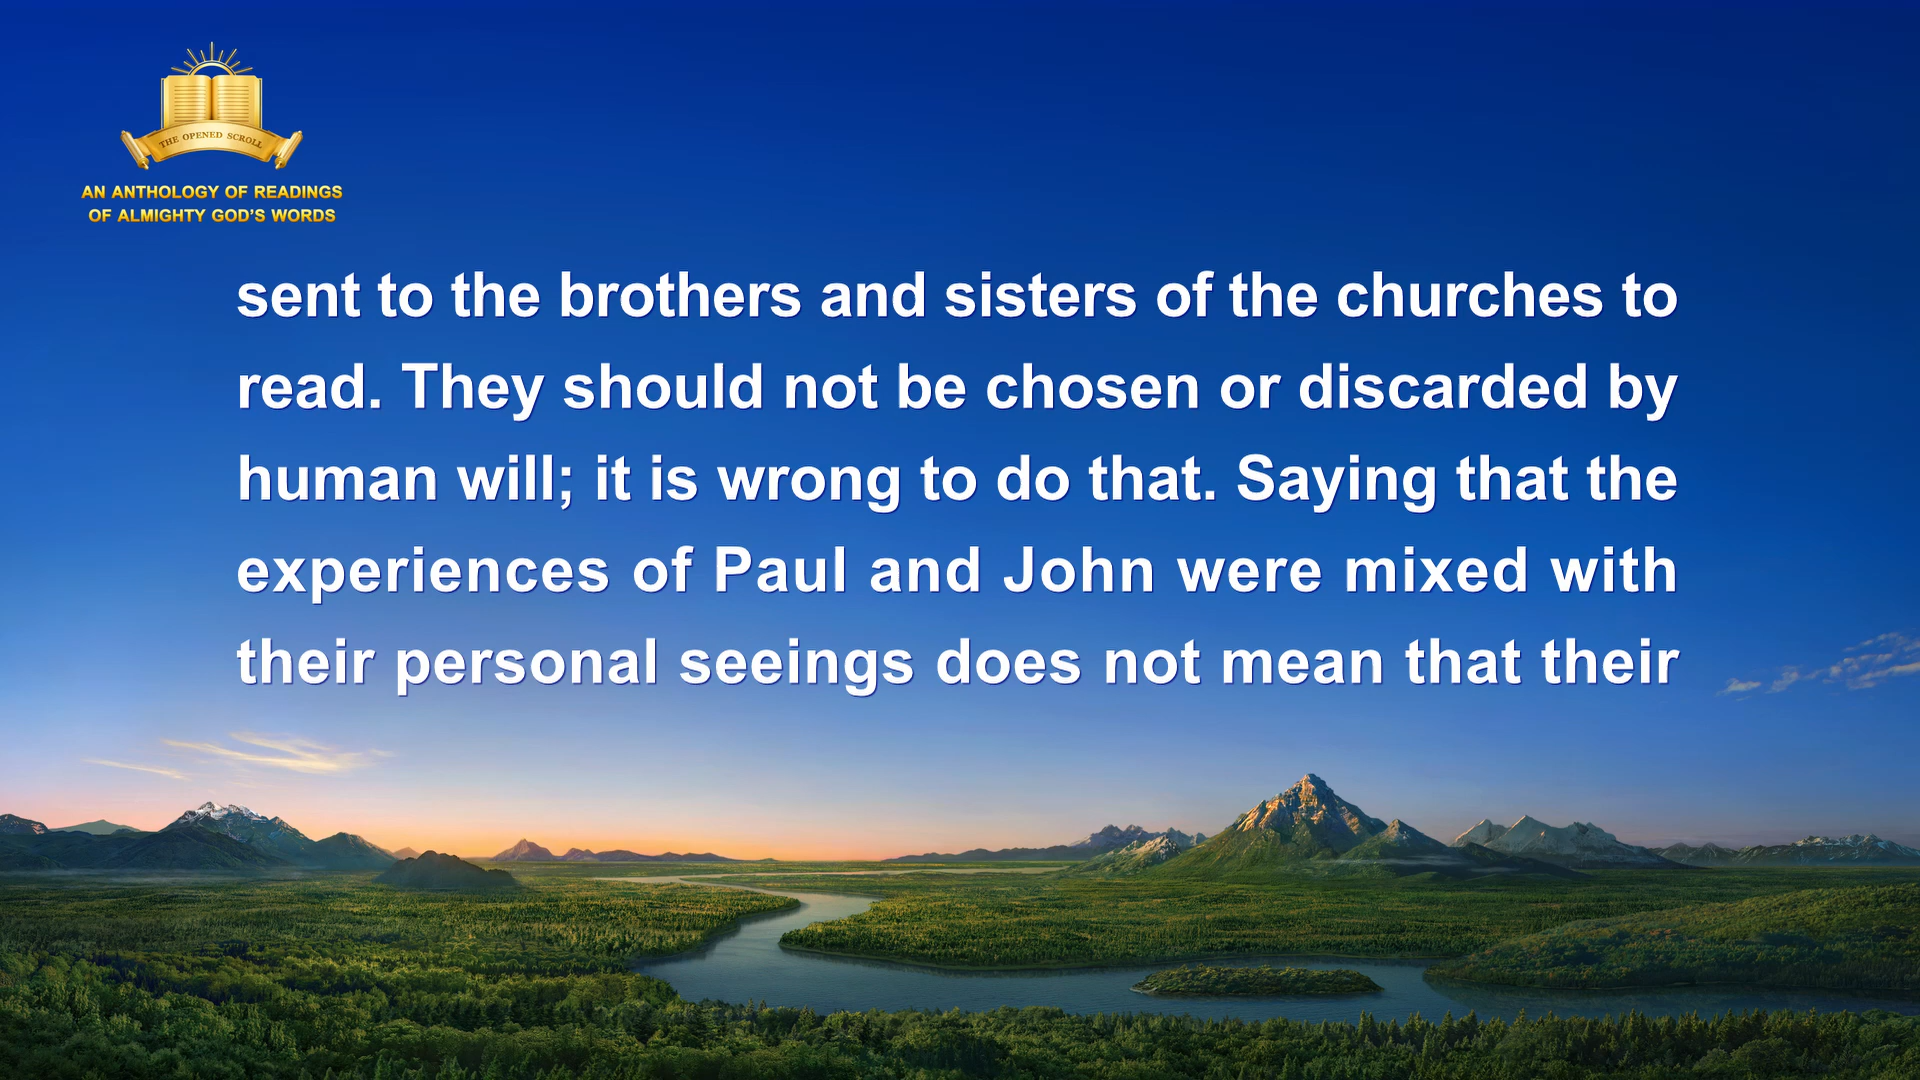 THE OPENED SCROLL
AN ANTHOLOGY OF READINGS
OF ALMIGHTY GOD'S WORDS
sent to the brothers and sisters of the churches to
read. They should not be chosen or discarded by
human will; it is wrong to do that. Saying that the
experiences of Paul and John were mixed with
their personal seeings does not mean that their